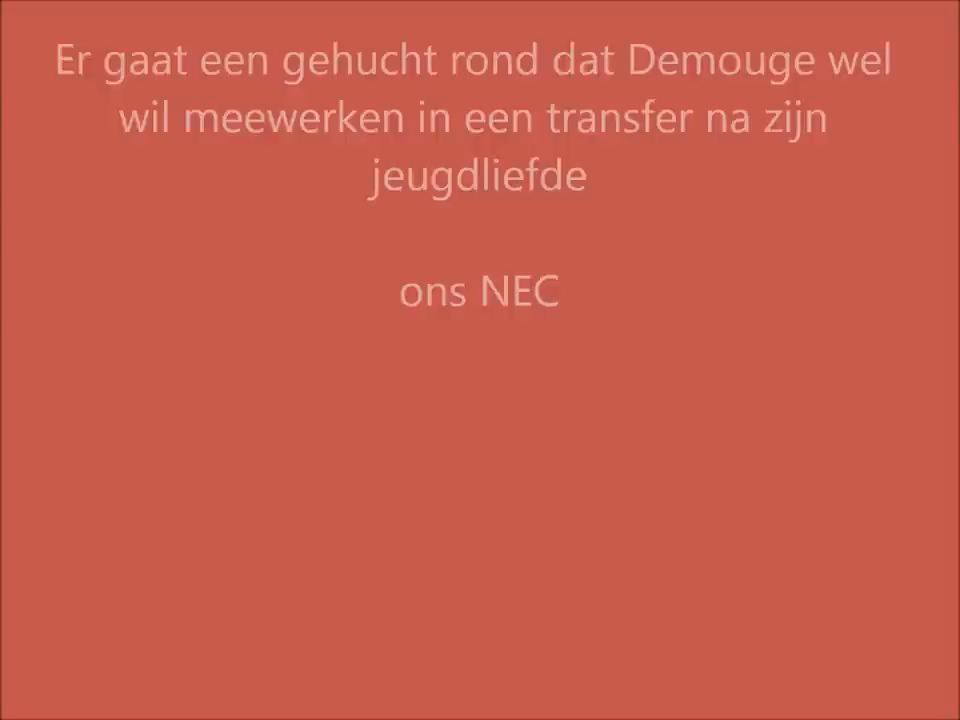 Er gaat een gehucht rond dat Demouge wel
wil meewerken in een transfer na zijn
jeugdliefde
ons NEC